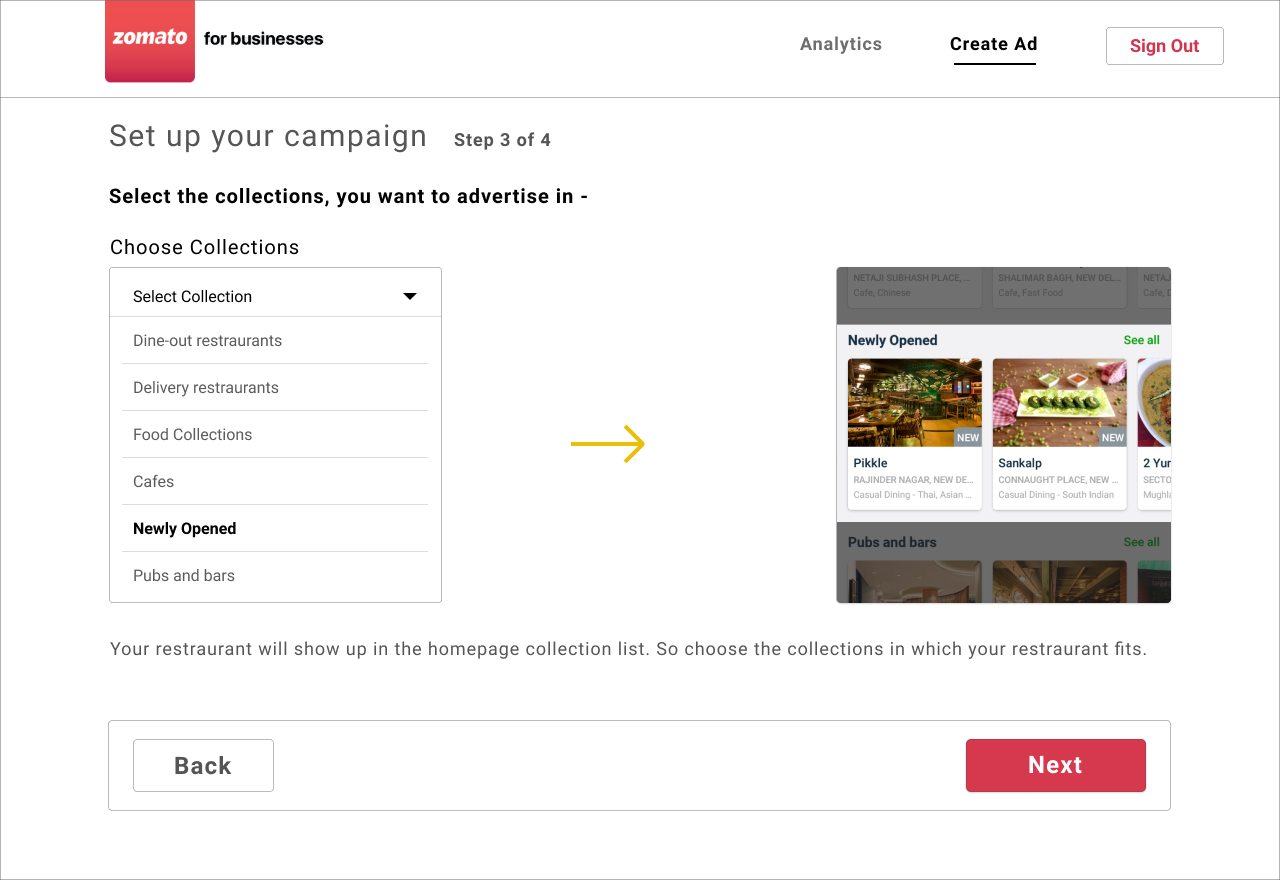 zomato for businesses
Analytics
Create Ad
Sign Out
Set up your campaign
Step 3 of 4
Select the collections, you want to advertise in -
Choose Collections
Select Collection
Dine-out restraurants
Delivery restraurants
Food Collections
Cafes
Newly Opened
Pubs and bars
NETAJI SUBHASH PLACE, ...
SHALIMAR BAGH, NEW DEL...
NETAJ
Cafe, Chinese
Cafe, Fast Food
Cafe,
Newly Opened
See all
NEW
NEW
Pikkle
Sankalp
2 Yur
RAJINDER NAGAR, NEW DE...
CONNAUGHT PLACE, NEW ...
SECTO
Casual Dining - Thai, Asian ...
Casual Dining - South Indian
Mughla
Pubs and bars
See all
Your restraurant will show up in the homepage collection list. So choose the collections in which your restraurant fits.
Back
Next